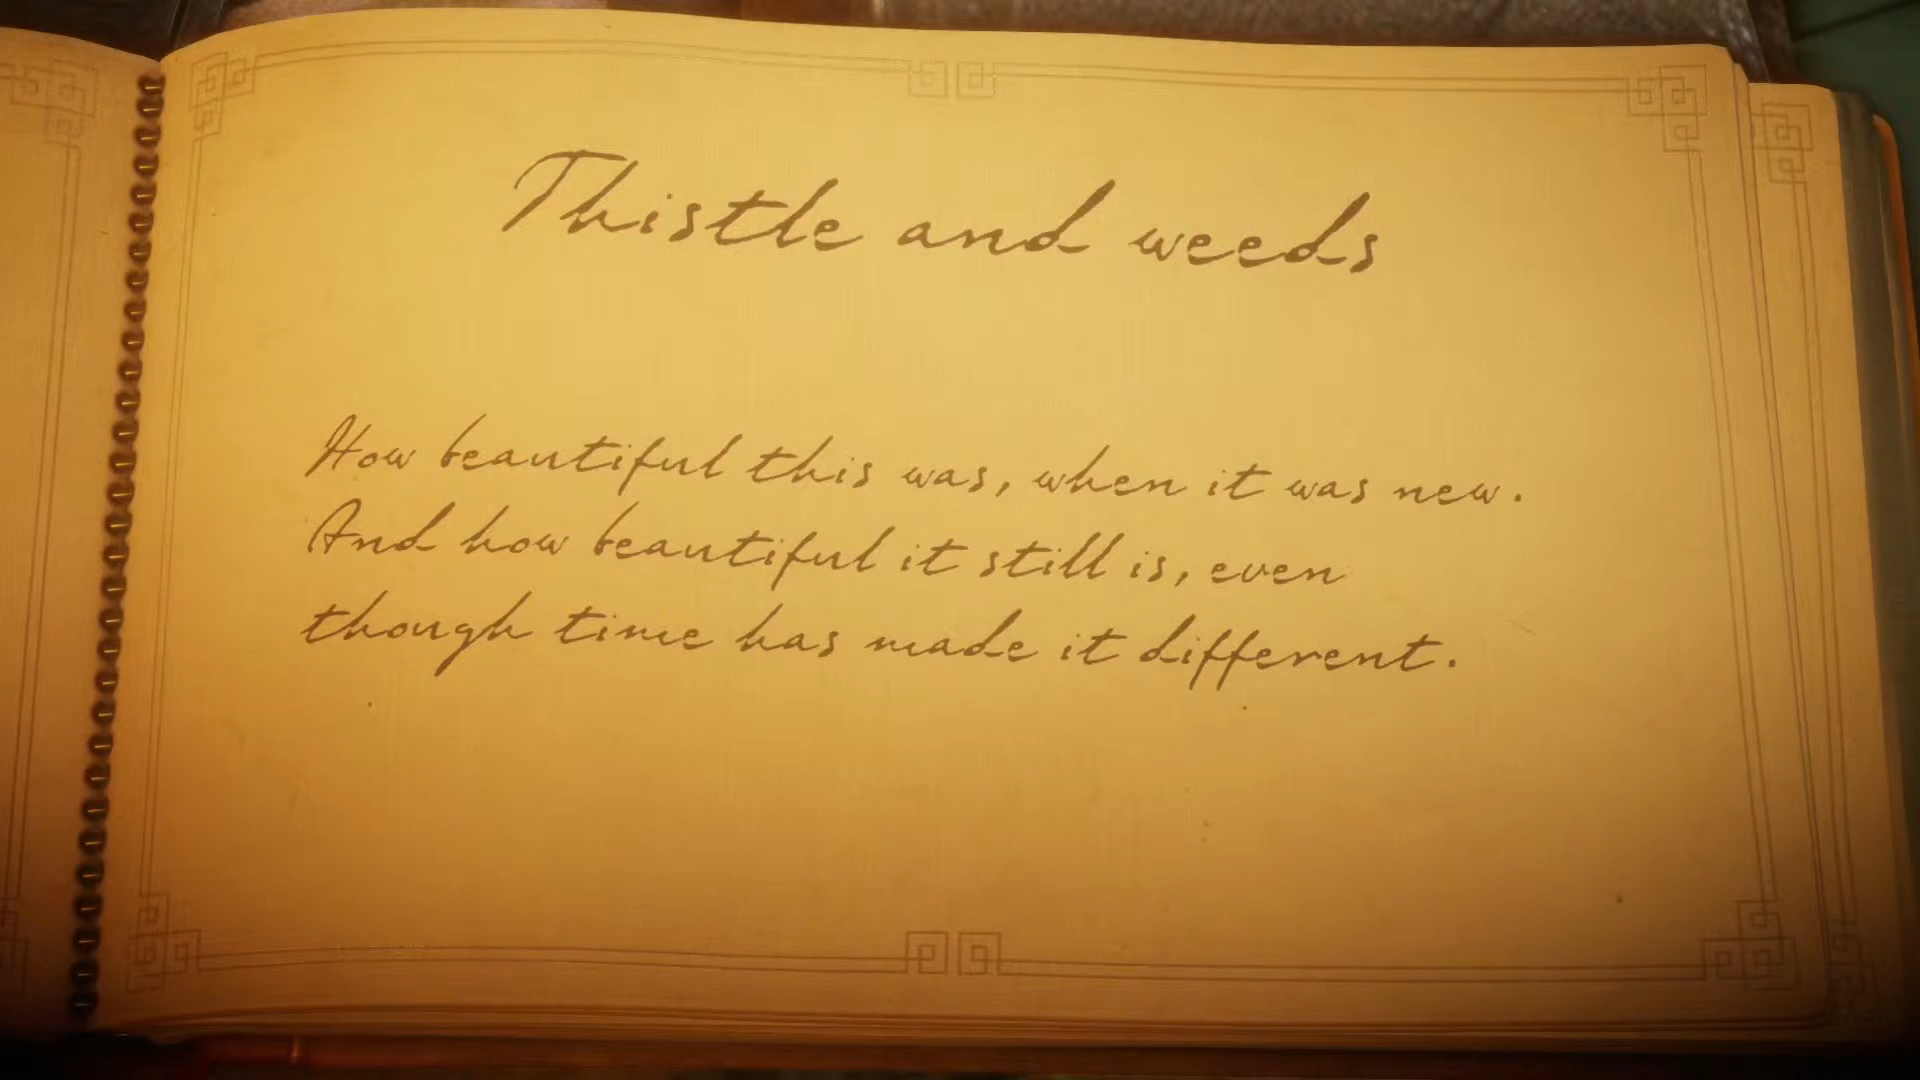 Thistle and weeds
How beautiful this was, when it was new.
And how beautiful it still is, even
though time has made it different.